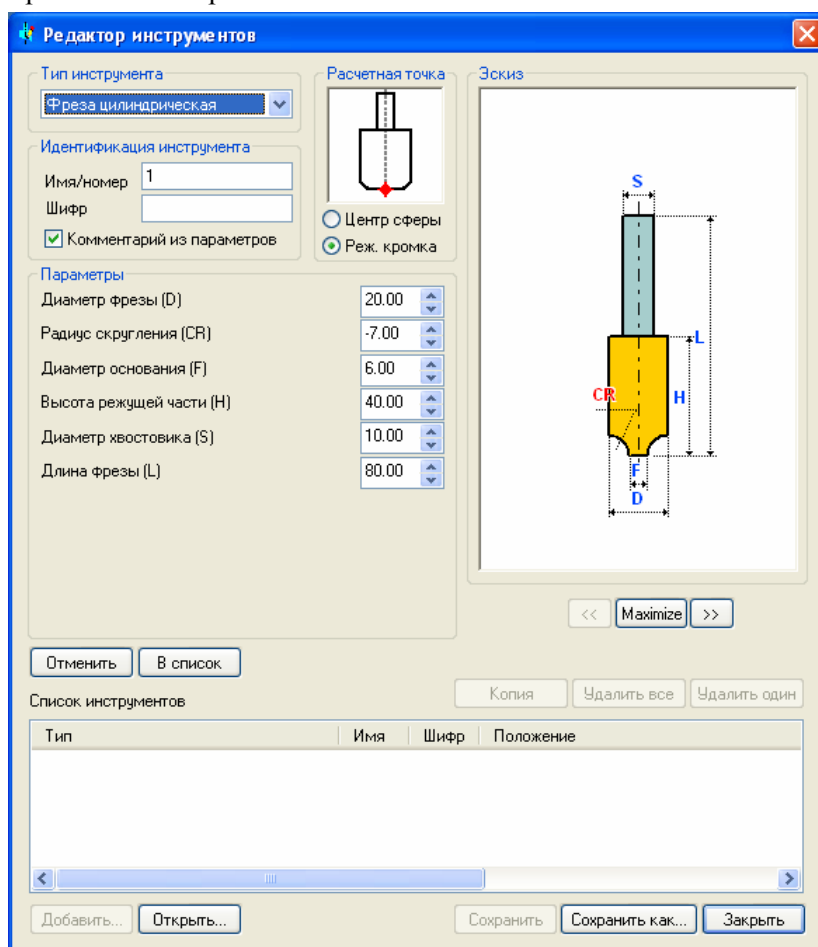 Редактор инструментов
Тип инструмента
Фреза цилиндрическая
Идентификация инструмента
Имя/номер 1
Шифр
Комментарий из параметров
Расчетная точка
Центр сферы
Реж. кромка
Параметры
Диаметр фрезы (D) 20.00
Радиус скругления (CR) -7.00
Диаметр основания (F) 6.00
Высота режущей части (H) 40.00
Диаметр хвостовика (S) 10.00
Длина фрезы (L) 80.00
Эскиз
S
L
CR
H
F
D
<< Maximize >>
Отменить В список
Список инструментов
Копия Удалить все Удалить один
Тип Имя Шифр Положение
Добавить... Открыть... Сохранить Сохранить как... Закрыть